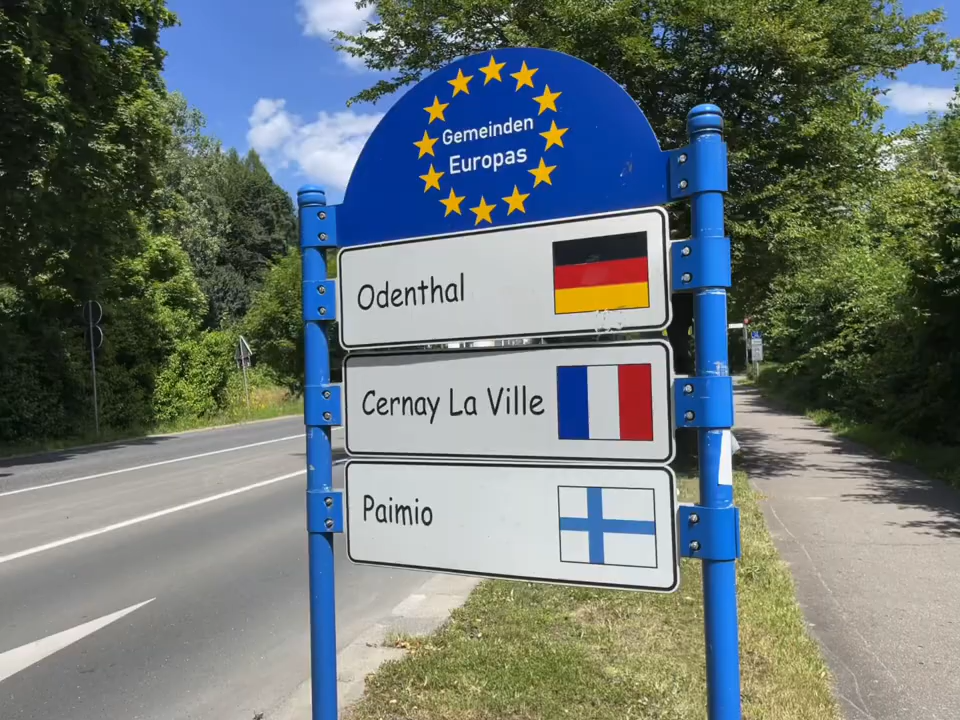 Gemeinden
Europas
Odenthal
Cernay La Ville
Paimio